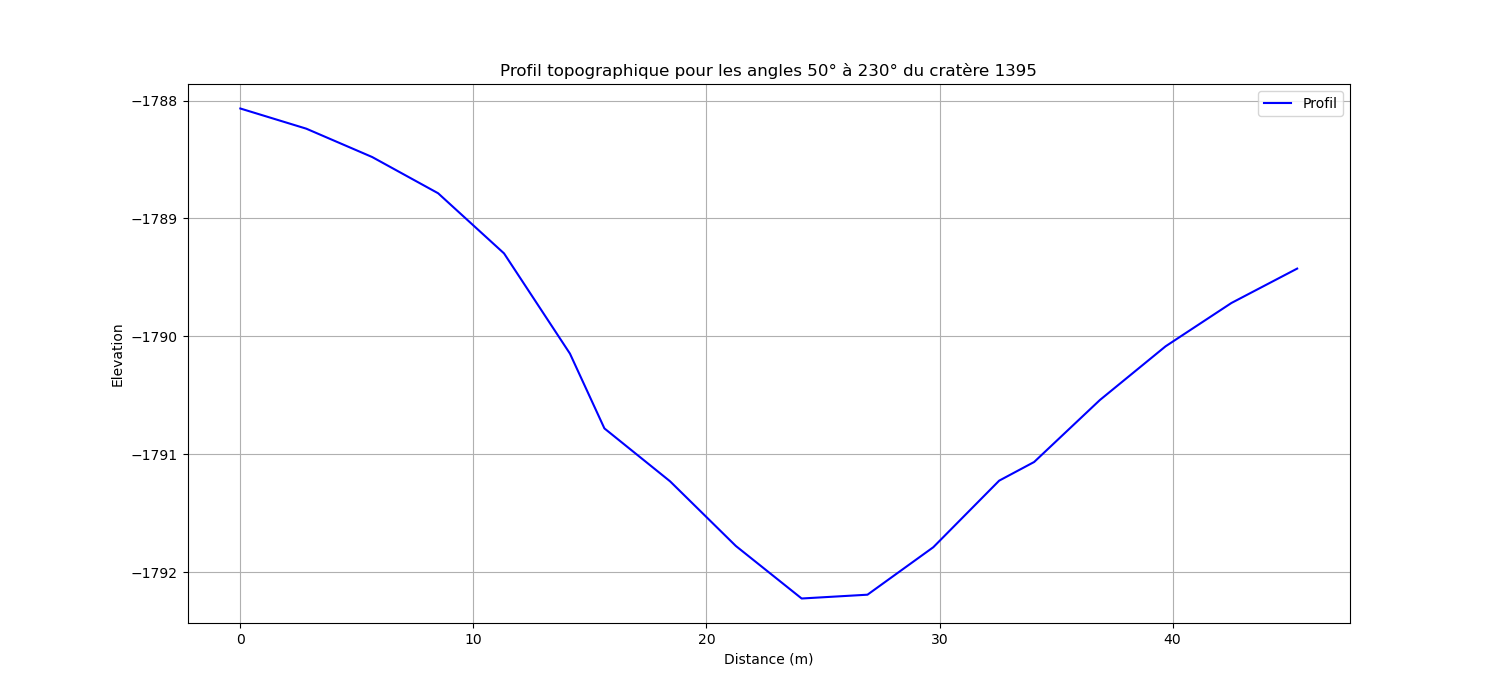 Profil topographique pour les angles 50° à 230° du cratère 1395
Profil
−1788
−1789
−1790
−1791
−1792
Elevation
0 10 20 30 40
Distance (m)